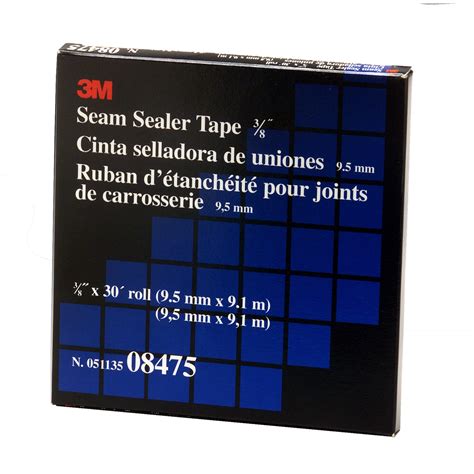 3M
Seam Sealer Tape 3/8″
Cinta selladora de uniones 9.5 mm
Ruban d'étanchéité pour joints
de carrosserie 9,5 mm
3/8″ x 30′ roll (9.5 mm x 9.1 m)
(9,5 mm x 9,1 m)
N. 051135 08475